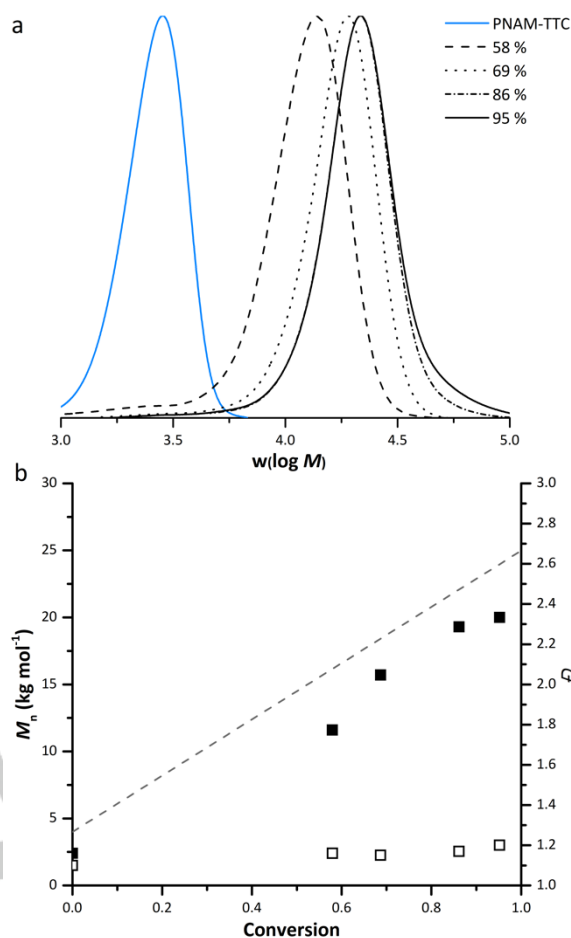 a
PNAM-TTC
58 %
69 %
86 %
95 %
3.0 3.5 4.0 4.5 5.0
w(log M)
b
30 3.0
2.8
25
2.6
20 2.4
2.2
15
2.0
10 1.8
1.6
5 1.4
1.2
0 1.0
Mn (kg mol-1)
Đ
0.0 0.2 0.4 0.6 0.8 1.0
Conversion